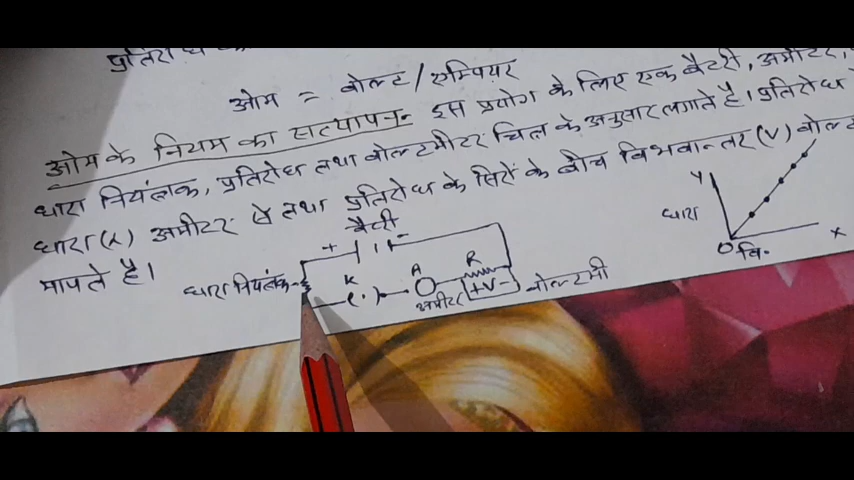 प्रतिरोध क
ओम = वोल्ट / एम्पियर
ओम के नियम का सत्यापन- इस प्रयोग के लिए एक बैटरी, अमीटर,
धारा नियंत्रक, प्रतिरोध तथा वोल्टमीटर चित्र के अनुसार लगाते है। प्रतिरोध
धारा (I) अमीटर से तथा प्रतिरोध के सिरों के बीच विभवान्तर (V) वोल्ट
मापते है।
बैटरी
+ -
धारा नियंत्रक
K
( . )
A
अमीटर
R
+V-
वोल्टमी
Y
धारा
O
वि.
X